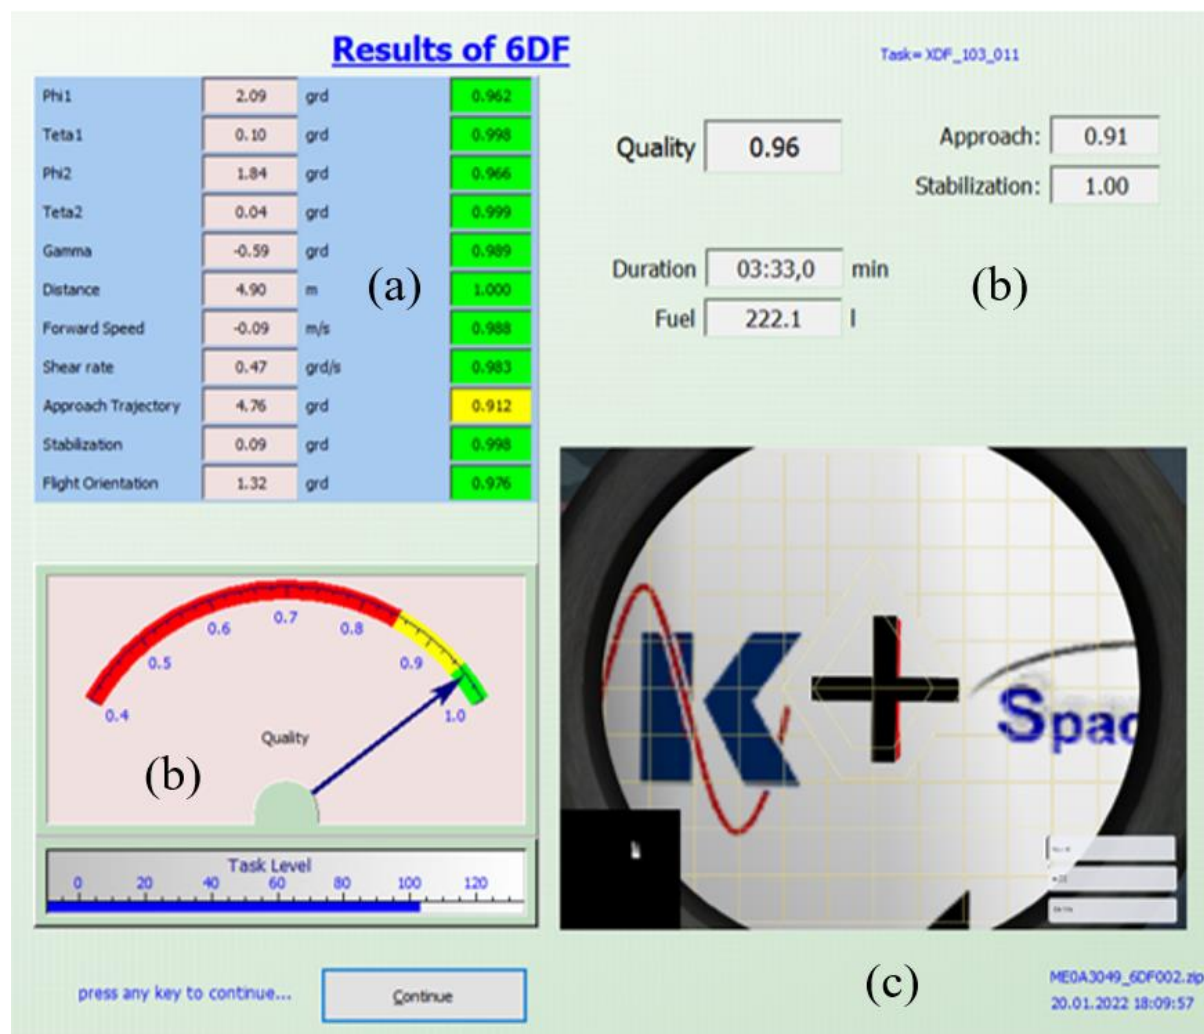 Results of 6DF
Task= XDF_103_011
Phi1 2.09 grd 0.962
Teta1 0.10 grd 0.998
Phi2 1.84 grd 0.966
Teta2 0.04 grd 0.999
Gamma -0.59 grd 0.989
Distance 4.90 m 1.000
Forward Speed -0.09 m/s 0.988
Shear rate 0.47 grd/s 0.983
Approach Trajectory 4.76 grd 0.912
Stabilization 0.09 grd 0.998
Flight Orientation 1.32 grd 0.976
(a)
Quality 0.96
Approach: 0.91
Stabilization: 1.00
Duration 03:33,0 min
Fuel 222.1 l
(b)
0.4 0.5 0.6 0.7 0.8 0.9 1.0
Quality
(b)
Task Level
0 20 40 60 80 100 120
K
Spac
(c)
press any key to continue...
Continue
ME0A3049_6DF002.zip
20.01.2022 18:09:57